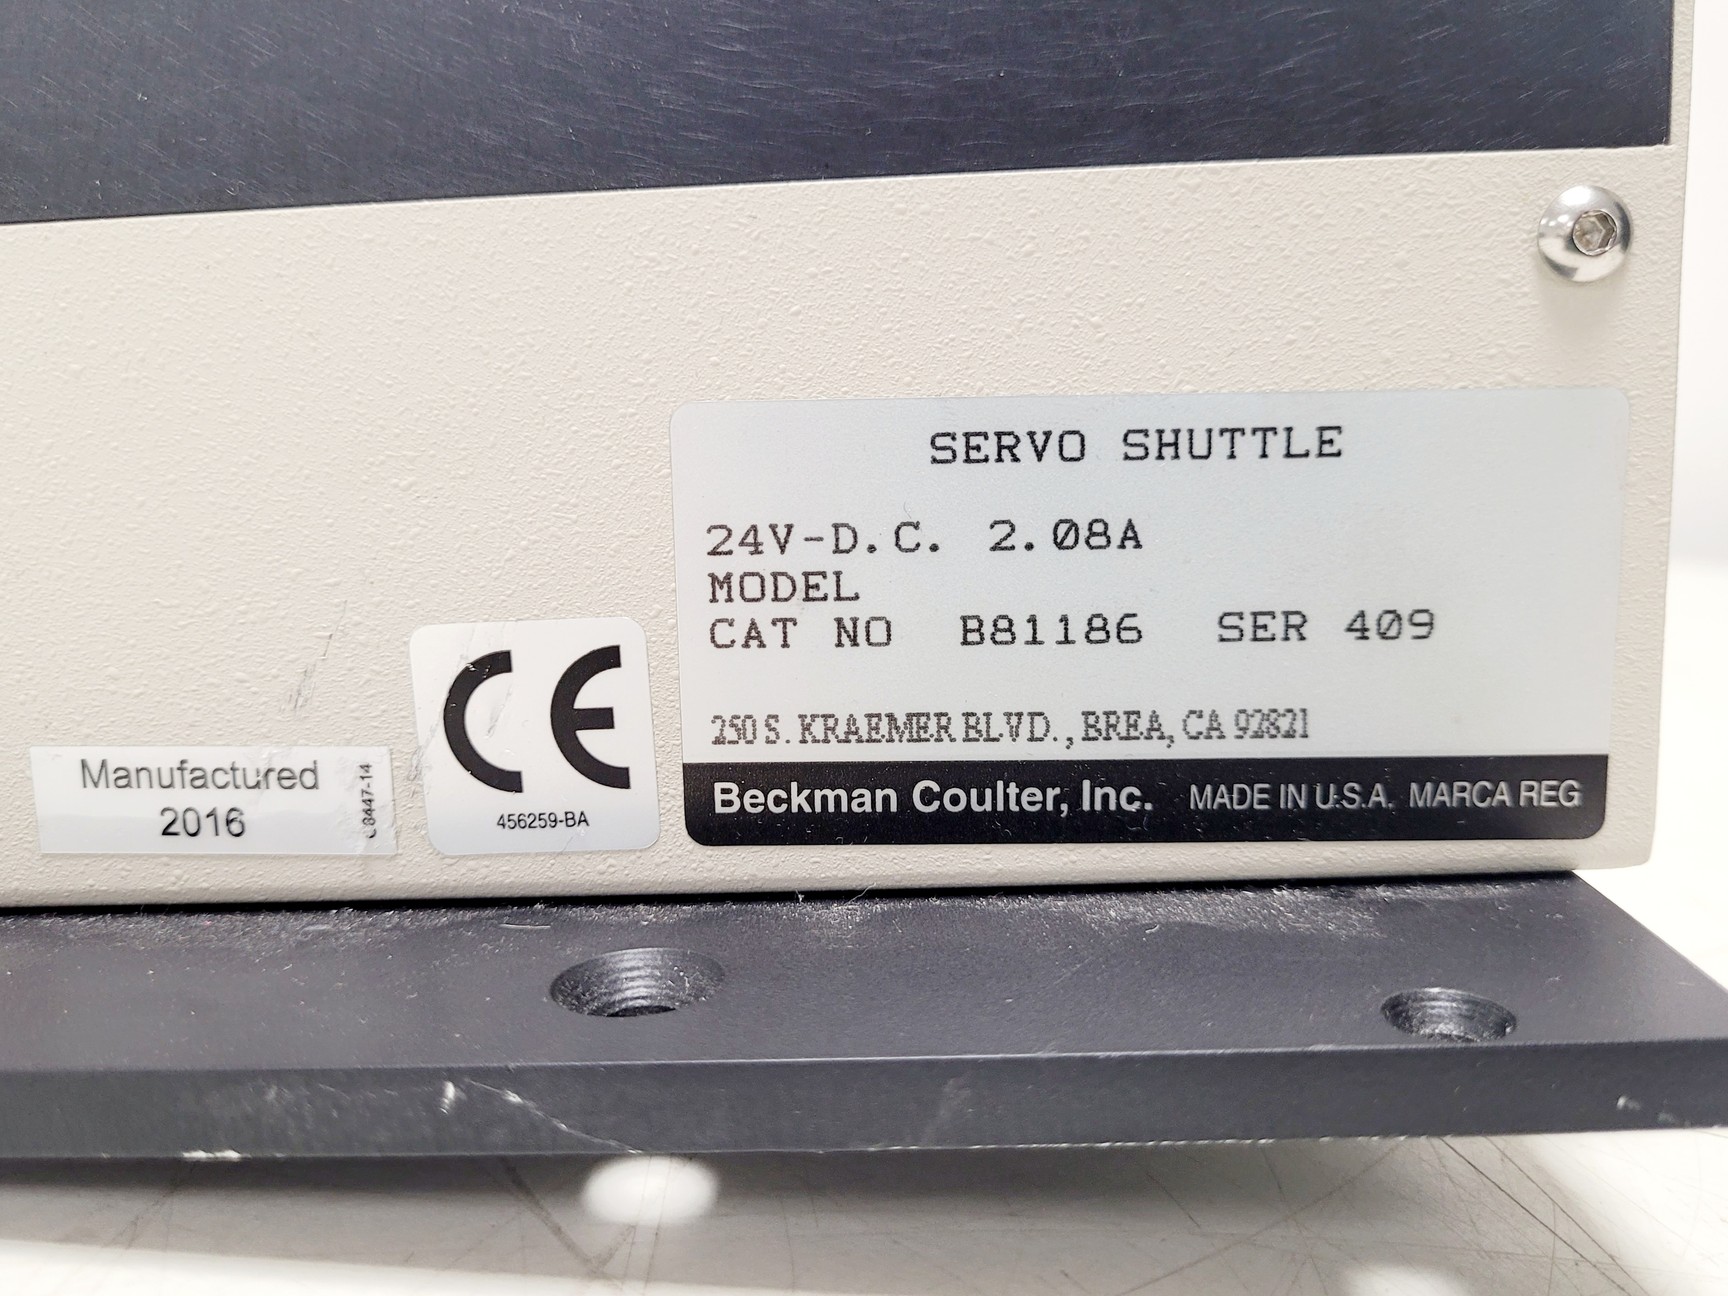 SERVO SHUTTLE
24V-D.C. 2.08A
MODEL
CAT NO B81186 SER 409
250 S. KRAEMER BLVD., BREA, CA 92821
Beckman Coulter, Inc. MADE IN U.S.A. MARCA REG
CE
456259-BA
Manufactured
2016